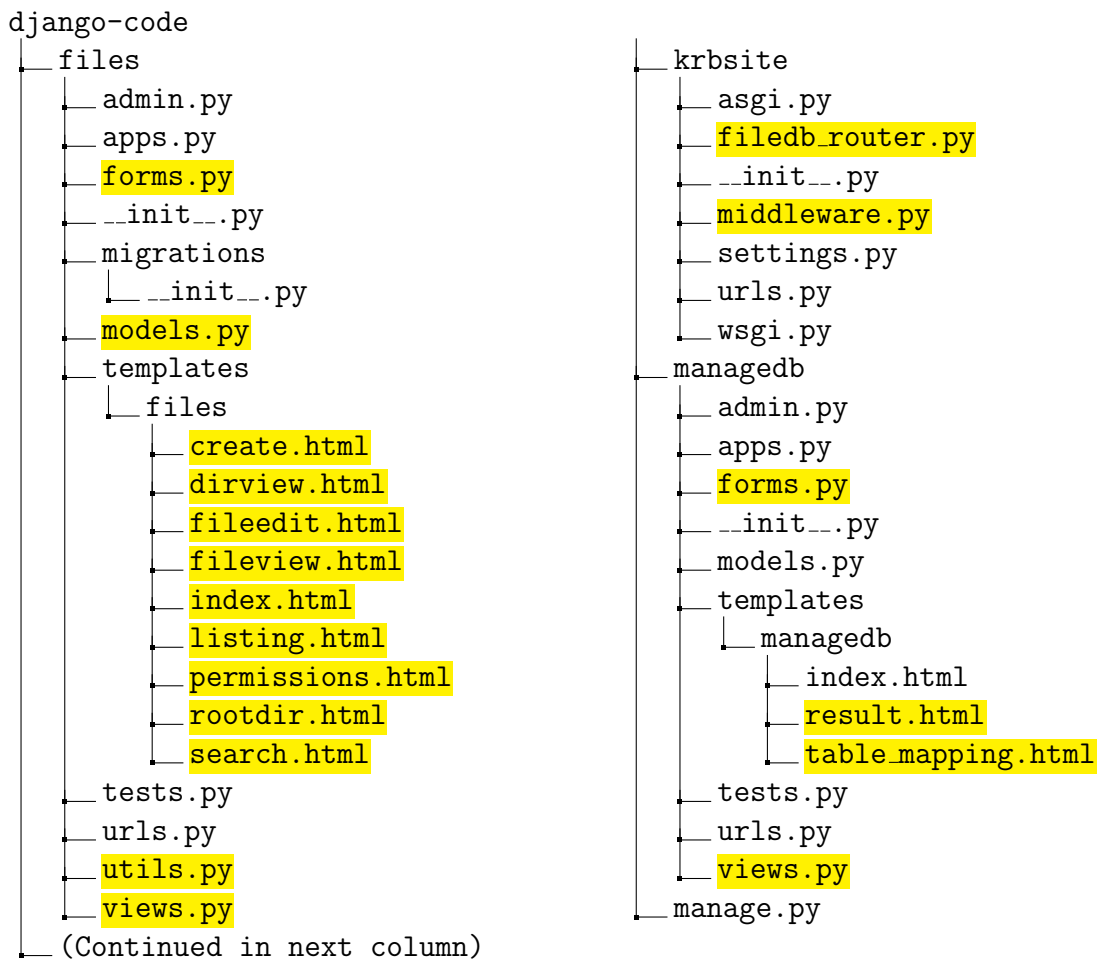 django-code
files
admin.py
apps.py
forms.py
__init__.py
migrations
__init__.py
models.py
templates
files
create.html
dirview.html
fileedit.html
fileview.html
index.html
listing.html
permissions.html
rootdir.html
search.html
tests.py
urls.py
utils.py
views.py
(Continued in next column)
krbsite
asgi.py
filedb_router.py
__init__.py
middleware.py
settings.py
urls.py
wsgi.py
managedb
admin.py
apps.py
forms.py
__init__.py
models.py
templates
managedb
index.html
result.html
table_mapping.html
tests.py
urls.py
views.py
manage.py